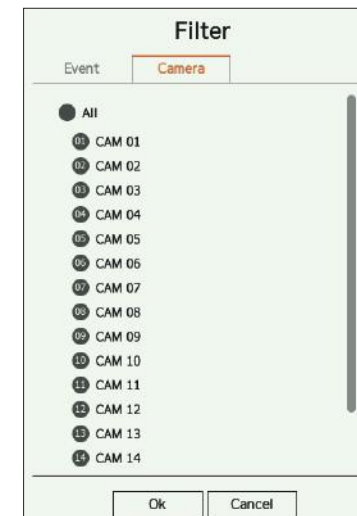 Filter
Event Camera
All
01 CAM 01
02 CAM 02
03 CAM 03
04 CAM 04
05 CAM 05
06 CAM 06
07 CAM 07
08 CAM 08
09 CAM 09
10 CAM 10
11 CAM 11
12 CAM 12
13 CAM 13
14 CAM 14
Ok Cancel